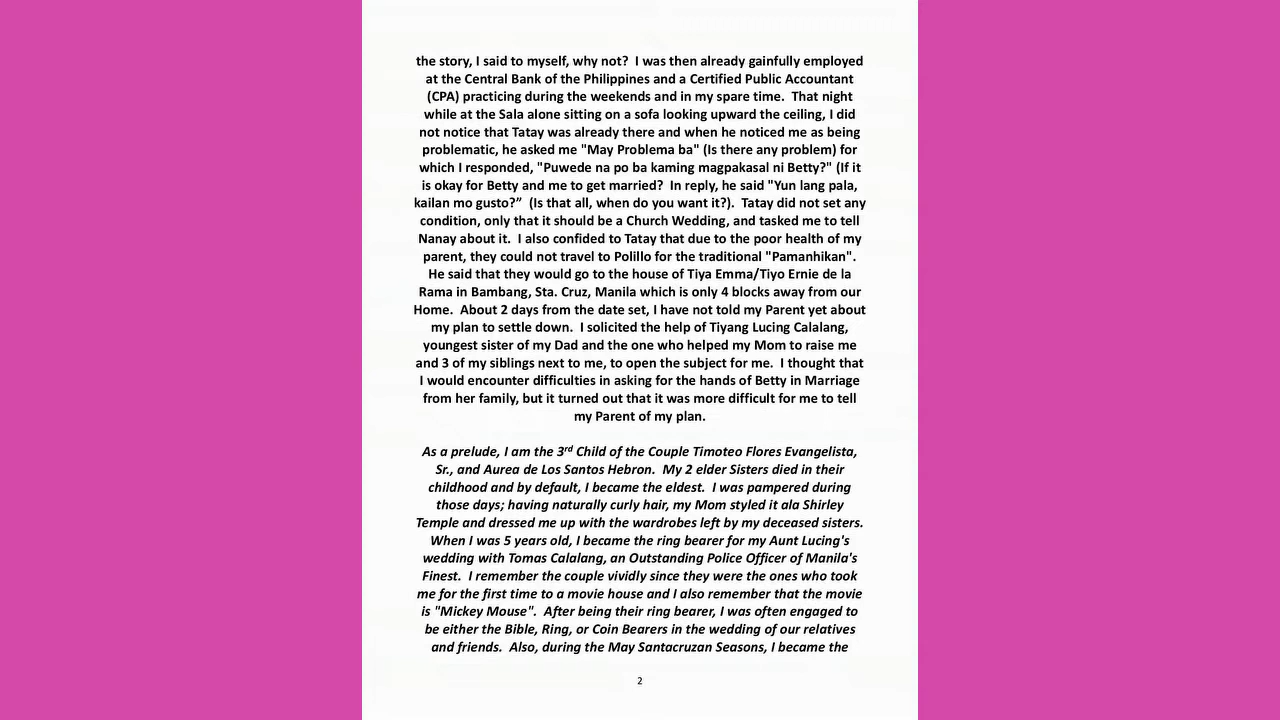 the story, I said to myself, why not?  I was then already gainfully employed
at the Central Bank of the Philippines and a Certified Public Accountant
(CPA) practicing during the weekends and in my spare time.  That night
while at the Sala alone sitting on a sofa looking upward the ceiling, I did
not notice that Tatay was already there and when he noticed me as being
problematic, he asked me "May Problema ba" (Is there any problem) for
which I responded, "Puwede na po ba kaming magpakasal ni Betty?" (If it
is okay for Betty and me to get married?  In reply, he said "Yun lang pala,
kailan mo gusto?”  (Is that all, when do you want it?).  Tatay did not set any
condition, only that it should be a Church Wedding, and tasked me to tell
Nanay about it.  I also confided to Tatay that due to the poor health of my
parent, they could not travel to Polillo for the traditional "Pamanhikan".
He said that they would go to the house of Tiya Emma/Tiyo Ernie de la
Rama in Bambang, Sta. Cruz, Manila which is only 4 blocks away from our
Home.  About 2 days from the date set, I have not told my Parent yet about
my plan to settle down.  I solicited the help of Tiyang Lucing Calalang,
youngest sister of my Dad and the one who helped my Mom to raise me
and 3 of my siblings next to me, to open the subject for me.  I thought that
I would encounter difficulties in asking for the hands of Betty in Marriage
from her family, but it turned out that it was more difficult for me to tell
my Parent of my plan.
As a prelude, I am the 3rd Child of the Couple Timoteo Flores Evangelista,
Sr., and Aurea de Los Santos Hebron.  My 2 elder Sisters died in their
childhood and by default, I became the eldest.  I was pampered during
those days; having naturally curly hair, my Mom styled it ala Shirley
Temple and dressed me up with the wardrobes left by my deceased sisters.
When I was 5 years old, I became the ring bearer for my Aunt Lucing's
wedding with Tomas Calalang, an Outstanding Police Officer of Manila's
Finest.  I remember the couple vividly since they were the ones who took
me for the first time to a movie house and I also remember that the movie
is "Mickey Mouse".  After being their ring bearer, I was often engaged to
be either the Bible, Ring, or Coin Bearers in the wedding of our relatives
and friends.  Also, during the May Santacruzan Seasons, I became the
2